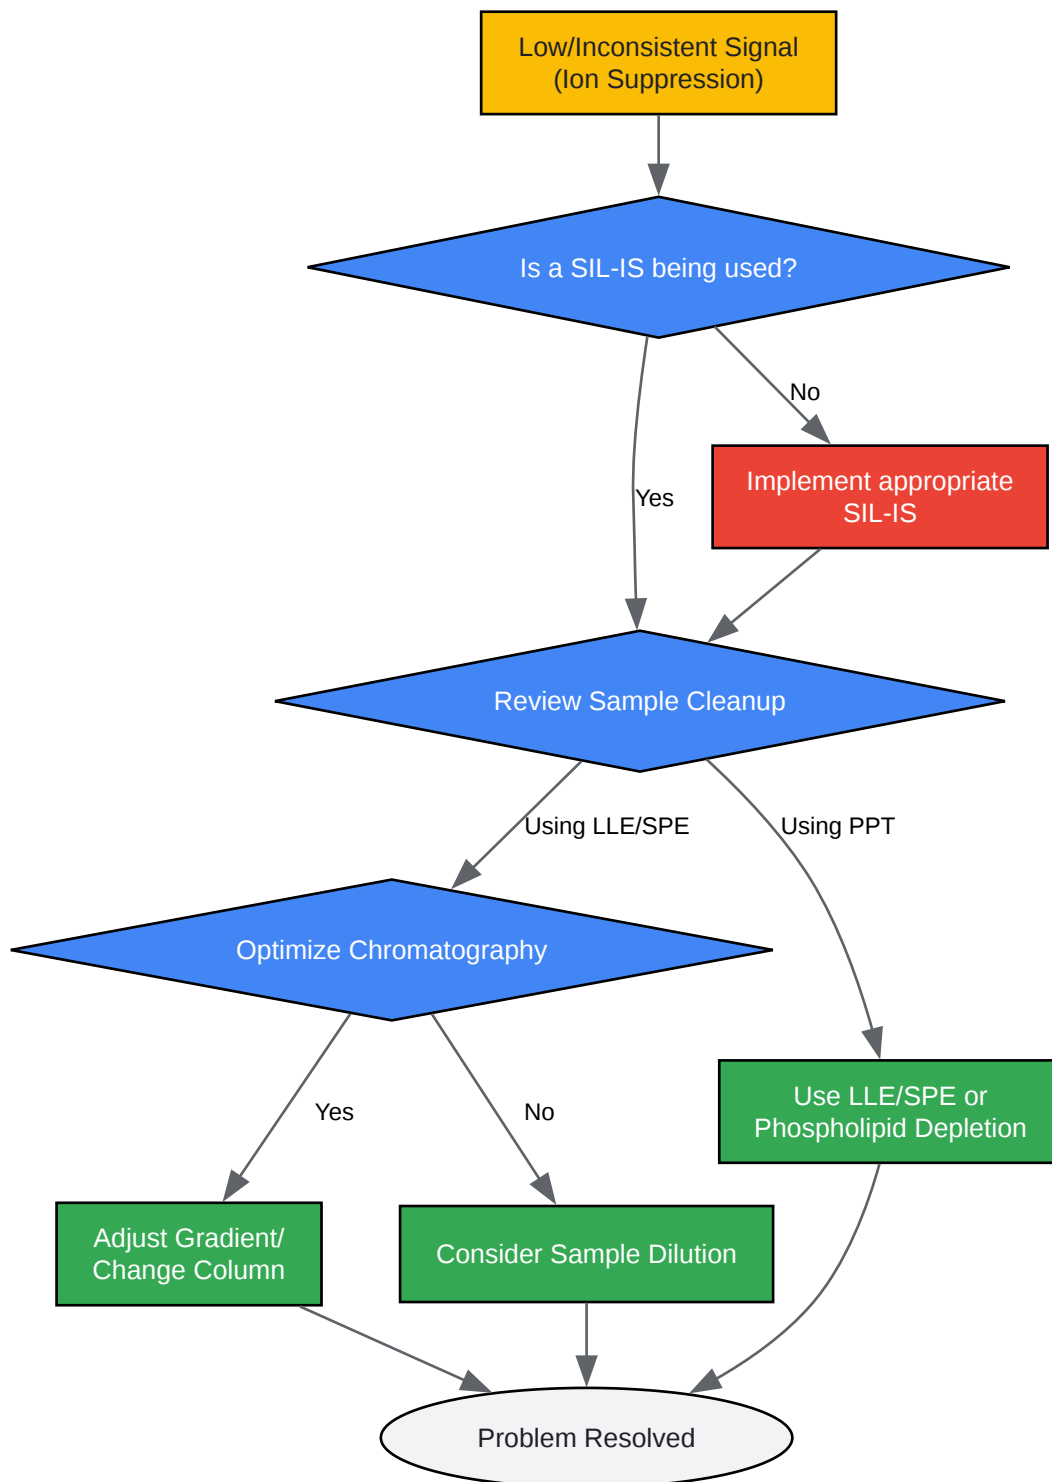 Low/Inconsistent Signal
(Ion Suppression)
Is a SIL-IS being used?
No
Implement appropriate
SIL-IS
Yes
Review Sample Cleanup
Using LLE/SPE
Using PPT
Optimize Chromatography
Yes
No
Use LLE/SPE or
Phospholipid Depletion
Adjust Gradient/
Change Column
Consider Sample Dilution
Problem Resolved